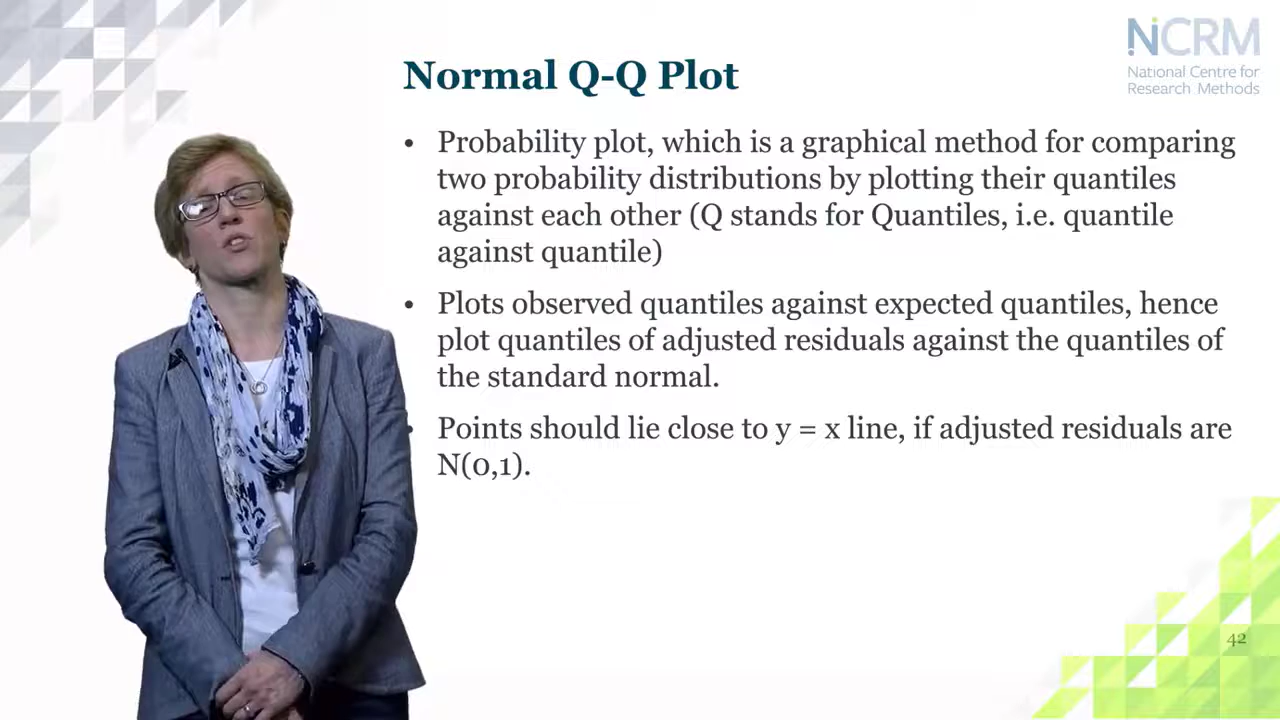 NCRM
National Centre for
Research Methods
Normal Q-Q Plot
• Probability plot, which is a graphical method for comparing
two probability distributions by plotting their quantiles
against each other (Q stands for Quantiles, i.e. quantile
against quantile)
• Plots observed quantiles against expected quantiles, hence
plot quantiles of adjusted residuals against the quantiles of
the standard normal.
• Points should lie close to y = x line, if adjusted residuals are
N(0,1).
42